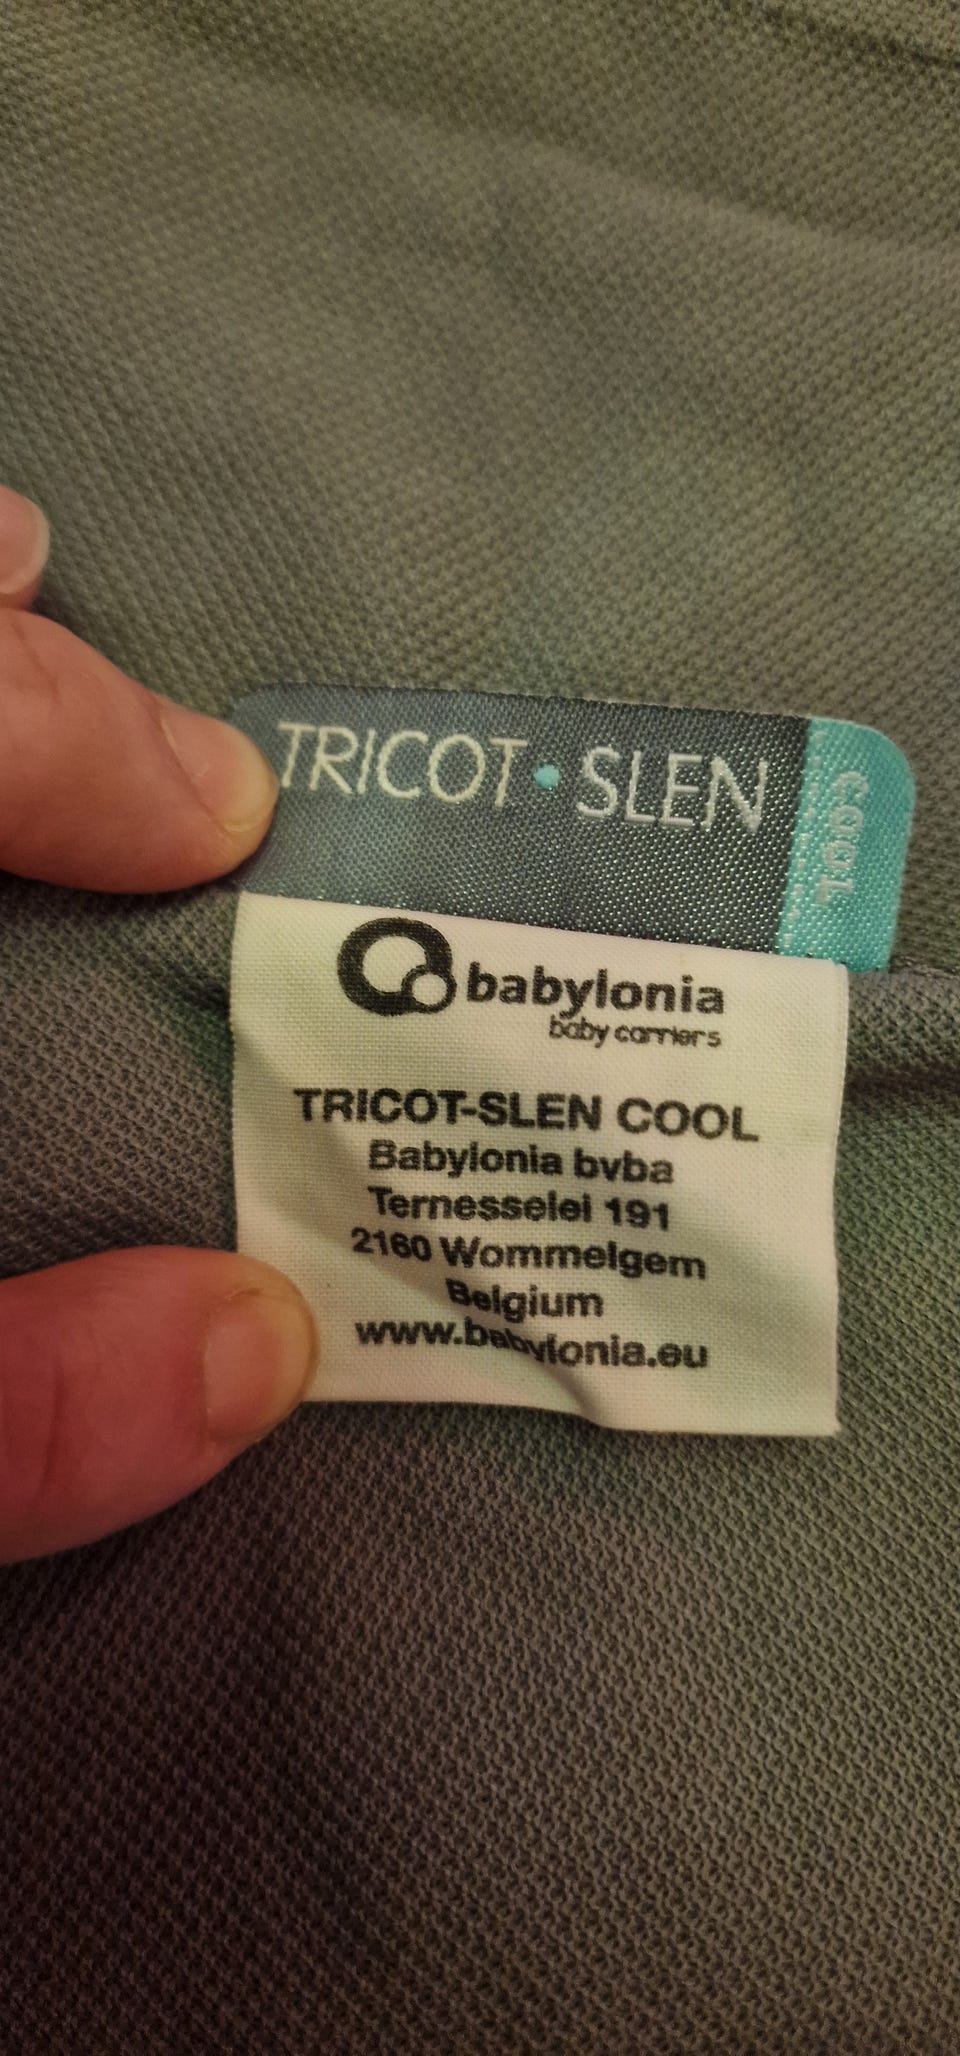 TRICOT • SLEN
CooL
babylonia
baby carriers
TRICOT-SLEN COOL
Babylonia bvba
Ternesselei 191
2160 Wommelgem
Belgium
www.babylonia.eu